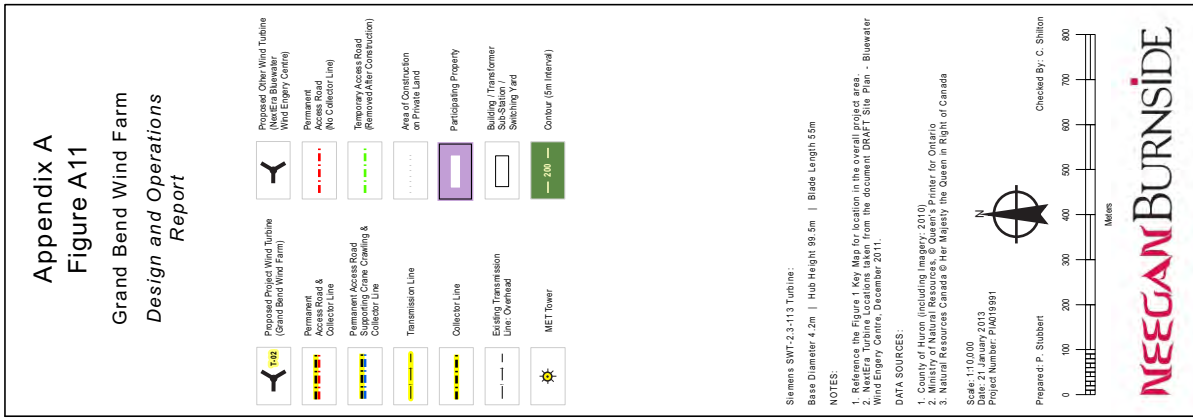 Appendix A
Figure A11
Grand Bend Wind Farm
Design and Operations
Report
T-02
Proposed Project Wind Turbine
(Grand Bend Wind Farm)
Permanent
Access Road &
Collector Line
Permanent Access Road
Supporting Crane Crawling &
Collector Line
Transmission Line
Collector Line
Existing Transmission
Line: Overhead
MET Tower
Proposed Other Wind Turbine
(NextEra Bluewater
Wind Engery Centre)
Permanent
Access Road
(No Collector Line)
Temporary Access Road
(Removed After Construction)
Area of Construction
on Private Land
Participating Property
Building / Transformer
Sub-Station /
Switching Yard
200
Contour (5m Interval)
Siemens SWT-2.3-113 Turbine:
Base Diameter 4.2m | Hub Height 99.5m | Blade Length 55m
NOTES:
1. Reference the Figure 1 Key Map for location in the overall project area.
2. NextEra Turbine Locations taken from the document DRAFT Site Plan - Bluewater
Wind Engery Centre, December 2011.
DATA SOURCES:
1. County of Huron (including Imagery: 2010)
2. Ministry of Natural Resources, © Queen's Printer for Ontario
3. Natural Resources Canada © Her Majesty the Queen in Right of Canada
Scale: 1:10,000
Date: 21 January 2013
Project Number: PIA019991
N
Prepared: P. Stubbert
Checked By: C. Shilton
0 100 200 300 400 500 600 700 800
Meters
NEEGAN BURNSIDE